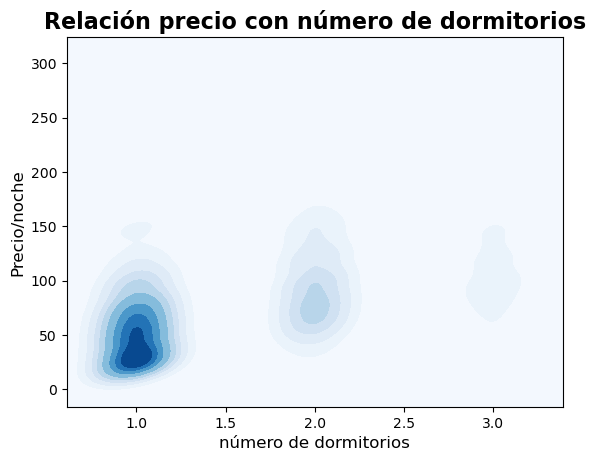 Relación precio con número de dormitorios
300
250
200
150
100
50
0
Precio/noche
1.0 1.5 2.0 2.5 3.0
número de dormitorios